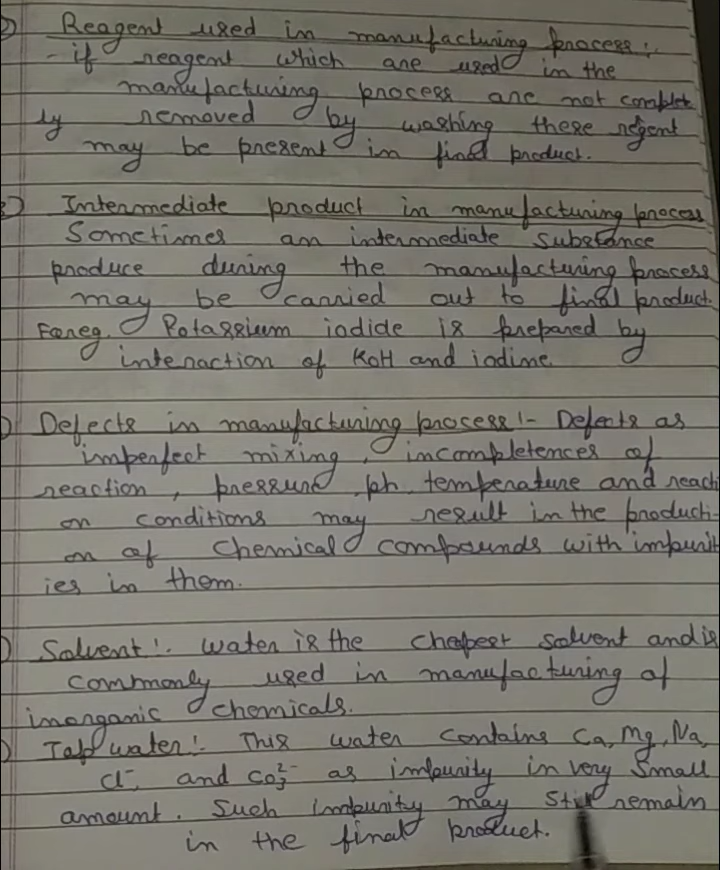 2) Reagent used in manufacturing process:-
- if reagent which are used in the
manufacturing process are not complet
ly removed by washing these regent
may be present in final product.
3) Intermediate product in manufacturing process
Sometimes an intermediate substance
produce during the manufacturing process
may be carried out to final product.
Foreg. Potassium iodide is prepared by
interaction of KOH and iodine.
) Defects in manufacturing process:- Defects as
imperfect mixing, incompletences of
reaction, pressure ph. temperature and reacti
on conditions may result in the producti-
on of chemical compounds with impurit
ies in them.
) Solvent:- water is the chepest solvent and is
commonly used in manufacturing of
inorganic chemicals.
) Tap water:- This water contains Ca, Mg, Na,
Cl⁻, and CO₃²⁻ as impurity in very small
amount. Such impurity may still remain
in the final product.